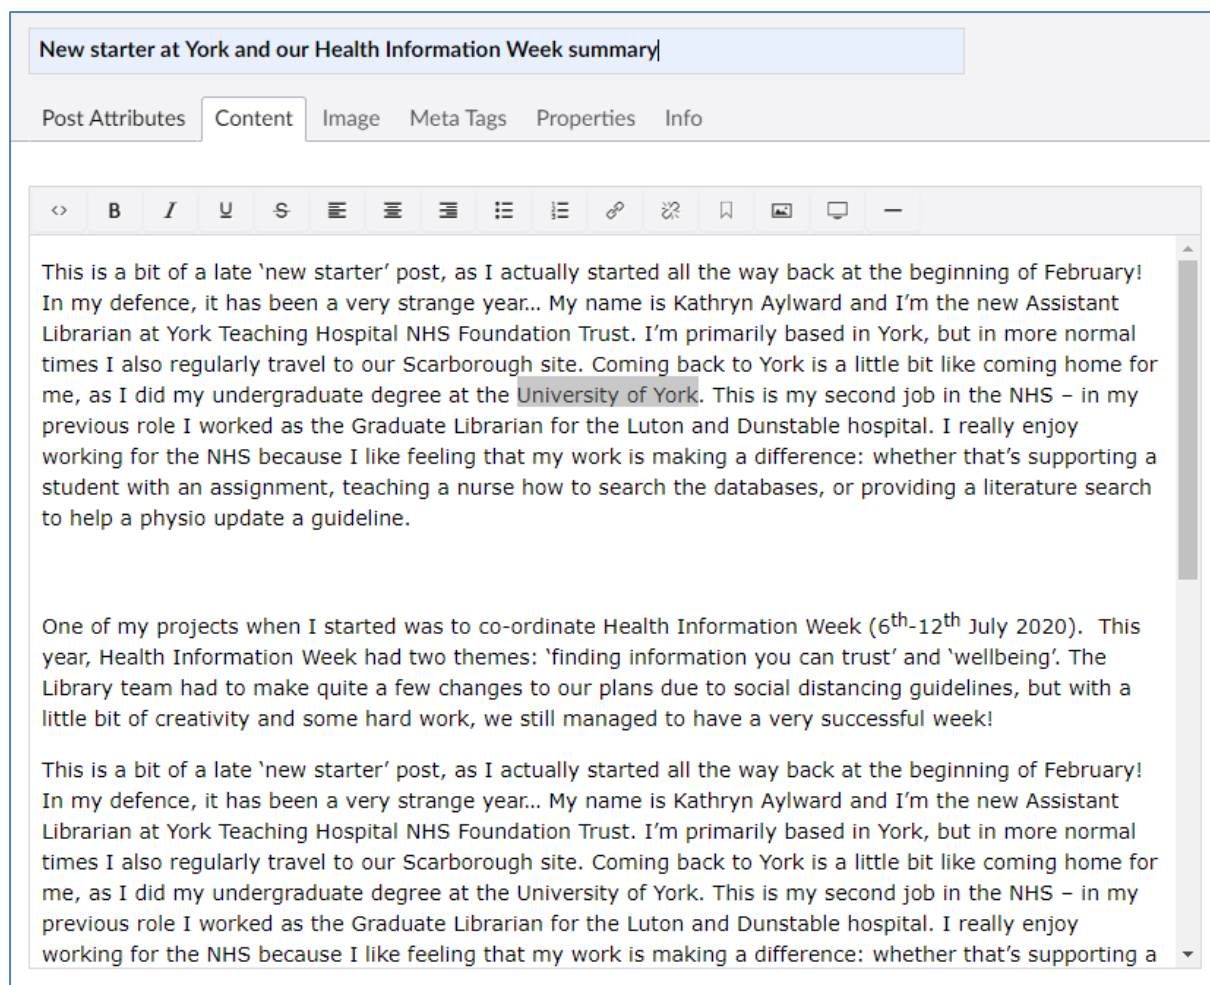 New starter at York and our Health Information Week summary
Post Attributes Content Image Meta Tags Properties Info
<> B I U S
This is a bit of a late ‘new starter’ post, as I actually started all the way back at the beginning of February!
In my defence, it has been a very strange year... My name is Kathryn Aylward and I’m the new Assistant
Librarian at York Teaching Hospital NHS Foundation Trust. I’m primarily based in York, but in more normal
times I also regularly travel to our Scarborough site. Coming back to York is a little bit like coming home for
me, as I did my undergraduate degree at the University of York. This is my second job in the NHS – in my
previous role I worked as the Graduate Librarian for the Luton and Dunstable hospital. I really enjoy
working for the NHS because I like feeling that my work is making a difference: whether that’s supporting a
student with an assignment, teaching a nurse how to search the databases, or providing a literature search
to help a physio update a guideline.
One of my projects when I started was to co-ordinate Health Information Week (6th-12th July 2020).  This
year, Health Information Week had two themes: ‘finding information you can trust’ and ‘wellbeing’. The
Library team had to make quite a few changes to our plans due to social distancing guidelines, but with a
little bit of creativity and some hard work, we still managed to have a very successful week!
This is a bit of a late ‘new starter’ post, as I actually started all the way back at the beginning of February!
In my defence, it has been a very strange year... My name is Kathryn Aylward and I’m the new Assistant
Librarian at York Teaching Hospital NHS Foundation Trust. I’m primarily based in York, but in more normal
times I also regularly travel to our Scarborough site. Coming back to York is a little bit like coming home for
me, as I did my undergraduate degree at the University of York. This is my second job in the NHS – in my
previous role I worked as the Graduate Librarian for the Luton and Dunstable hospital. I really enjoy
working for the NHS because I like feeling that my work is making a difference: whether that’s supporting a